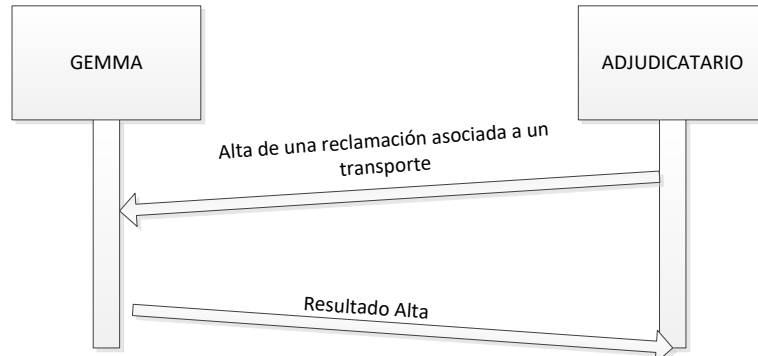 GEMMA
ADJUDICATARIO
Alta de una reclamación asociada a un
transporte
Resultado Alta